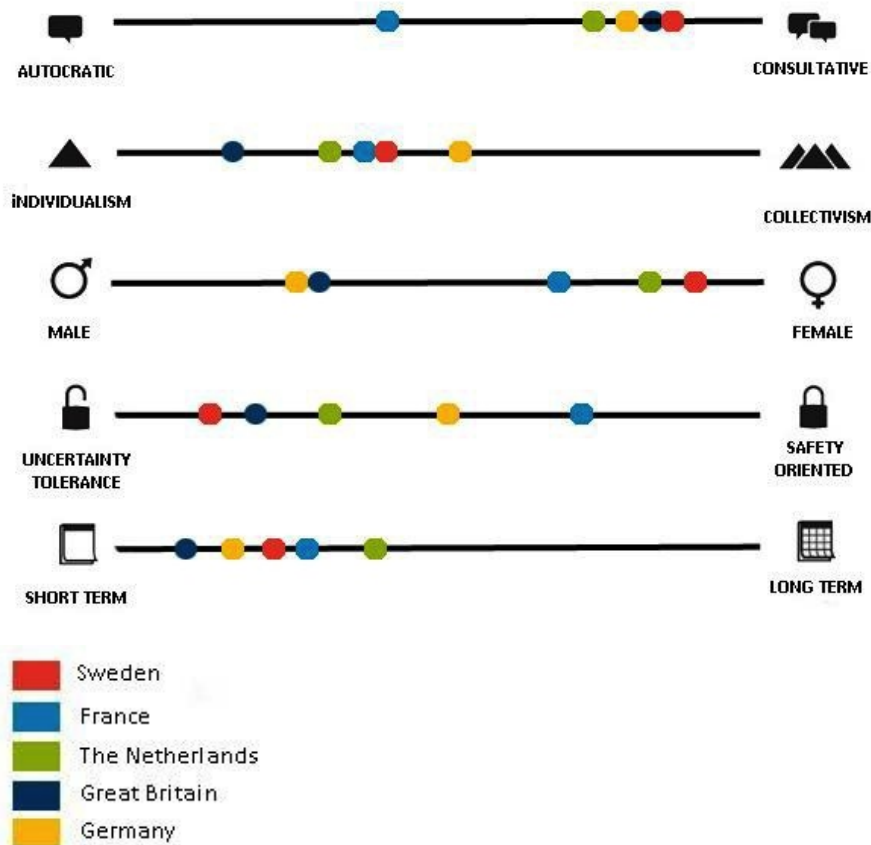 AUTOCRATIC
CONSULTATIVE
iNDIVIDUALISM
COLLECTIVISM
MALE
FEMALE
UNCERTAINTY
TOLERANCE
SAFETY
ORIENTED
SHORT TERM
LONG TERM
Sweden
France
The Netherlands
Great Britain
Germany